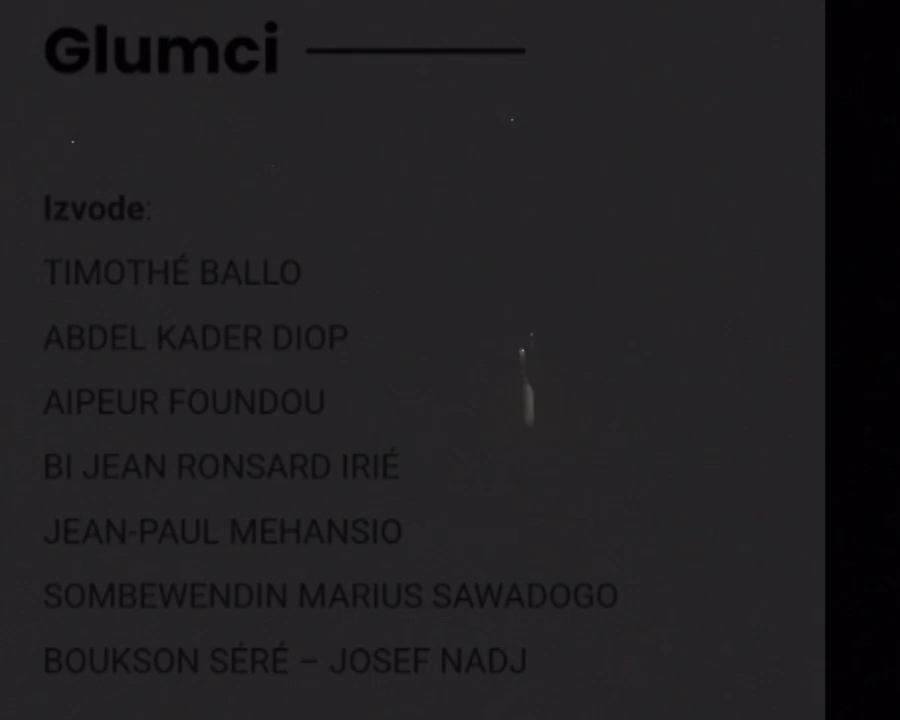 Glumci
Izvode:
TIMOTHÉ BALLO
ABDEL KADER DIOP
AIPEUR FOUNDOU
BI JEAN RONSARD IRIÉ
JEAN-PAUL MEHANSIO
SOMBEWENDIN MARIUS SAWADOGO
BOUKSON SÉRÉ – JOSEF NADJ